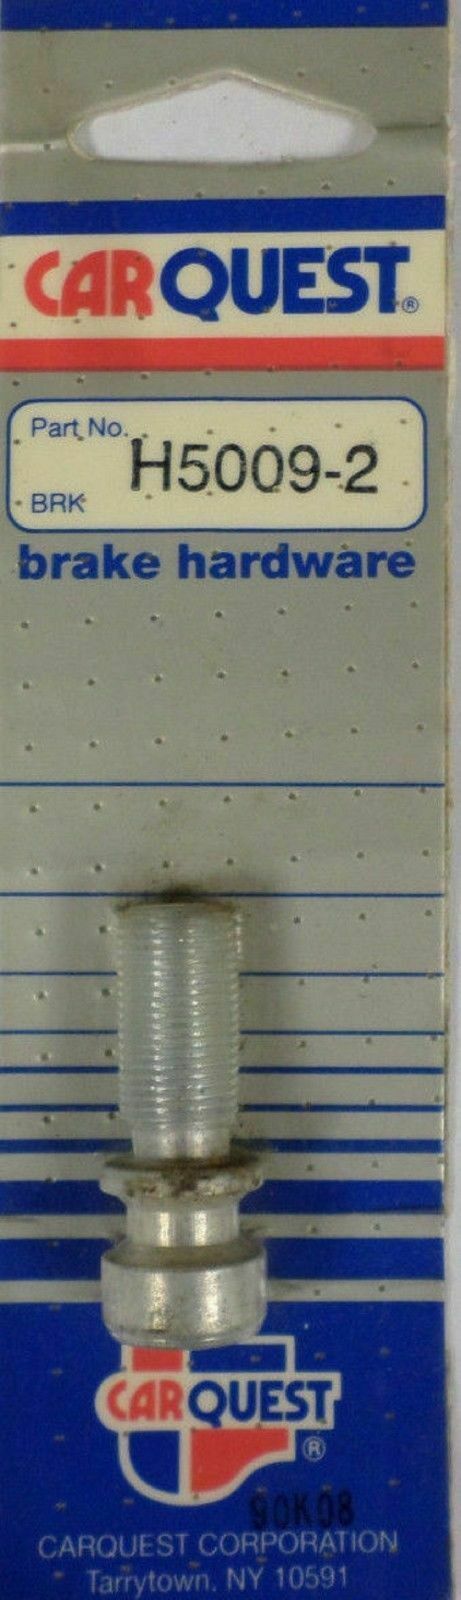 CARQUEST®
Part No.
H5009-2
BRK
brake hardware
CARQUEST®
90K08
CARQUEST CORPORATION
Tarrytown, NY 10591